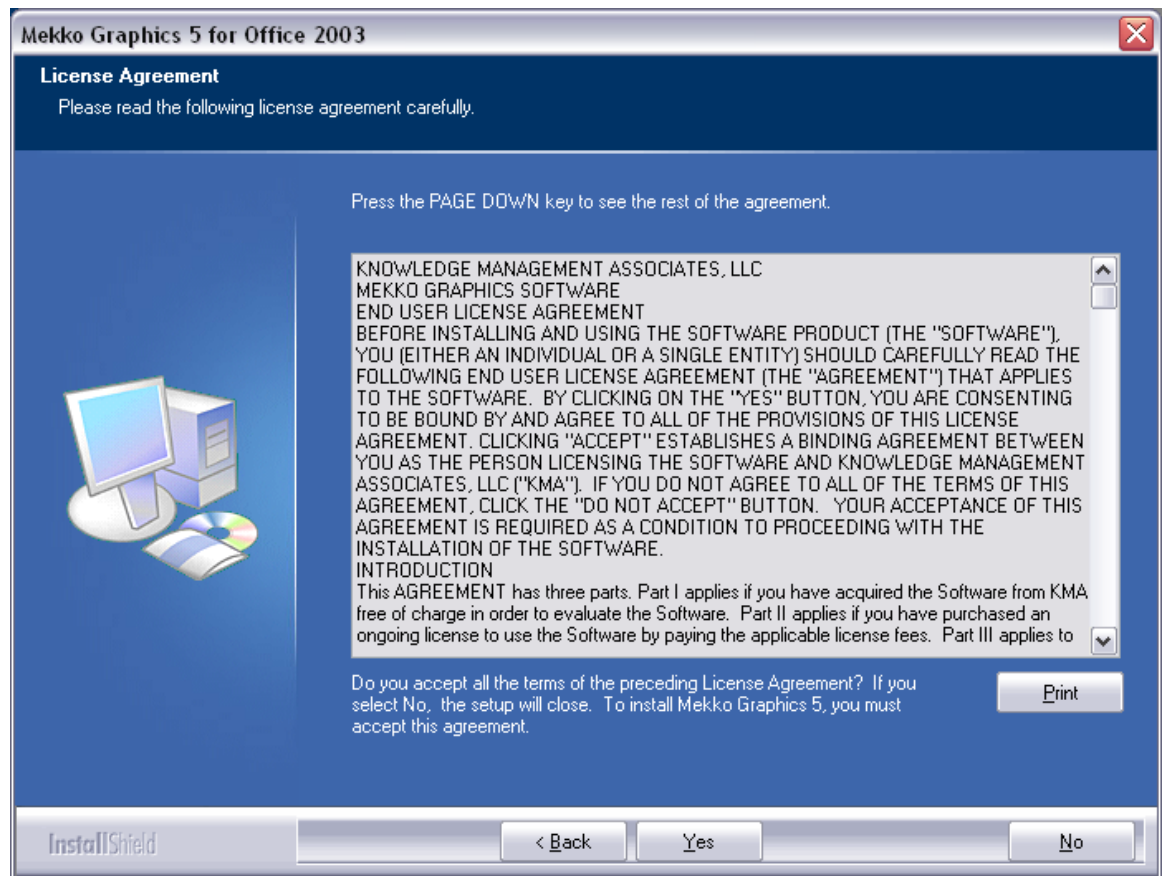 Mekko Graphics 5 for Office 2003
License Agreement
Please read the following license agreement carefully.
Press the PAGE DOWN key to see the rest of the agreement.
KNOWLEDGE MANAGEMENT ASSOCIATES, LLC
MEKKO GRAPHICS SOFTWARE
END USER LICENSE AGREEMENT
BEFORE INSTALLING AND USING THE SOFTWARE PRODUCT (THE "SOFTWARE"),
YOU (EITHER AN INDIVIDUAL OR A SINGLE ENTITY) SHOULD CAREFULLY READ THE
FOLLOWING END USER LICENSE AGREEMENT (THE "AGREEMENT") THAT APPLIES
TO THE SOFTWARE.  BY CLICKING ON THE "YES" BUTTON, YOU ARE CONSENTING
TO BE BOUND BY AND AGREE TO ALL OF THE PROVISIONS OF THIS LICENSE
AGREEMENT. CLICKING "ACCEPT" ESTABLISHES A BINDING AGREEMENT BETWEEN
YOU AS THE PERSON LICENSING THE SOFTWARE AND KNOWLEDGE MANAGEMENT
ASSOCIATES, LLC ("KMA").  IF YOU DO NOT AGREE TO ALL OF THE TERMS OF THIS
AGREEMENT, CLICK THE "DO NOT ACCEPT" BUTTON.   YOUR ACCEPTANCE OF THIS
AGREEMENT IS REQUIRED AS A CONDITION TO PROCEEDING WITH THE
INSTALLATION OF THE SOFTWARE.
INTRODUCTION
This AGREEMENT has three parts. Part I applies if you have acquired the Software from KMA
free of charge in order to evaluate the Software.  Part II applies if you have purchased an
ongoing license to use the Software by paying the applicable license fees.  Part III applies to
Do you accept all the terms of the preceding License Agreement?  If you
select No,  the setup will close.  To install Mekko Graphics 5, you must
accept this agreement.
Print
InstallShield
< Back
Yes
No